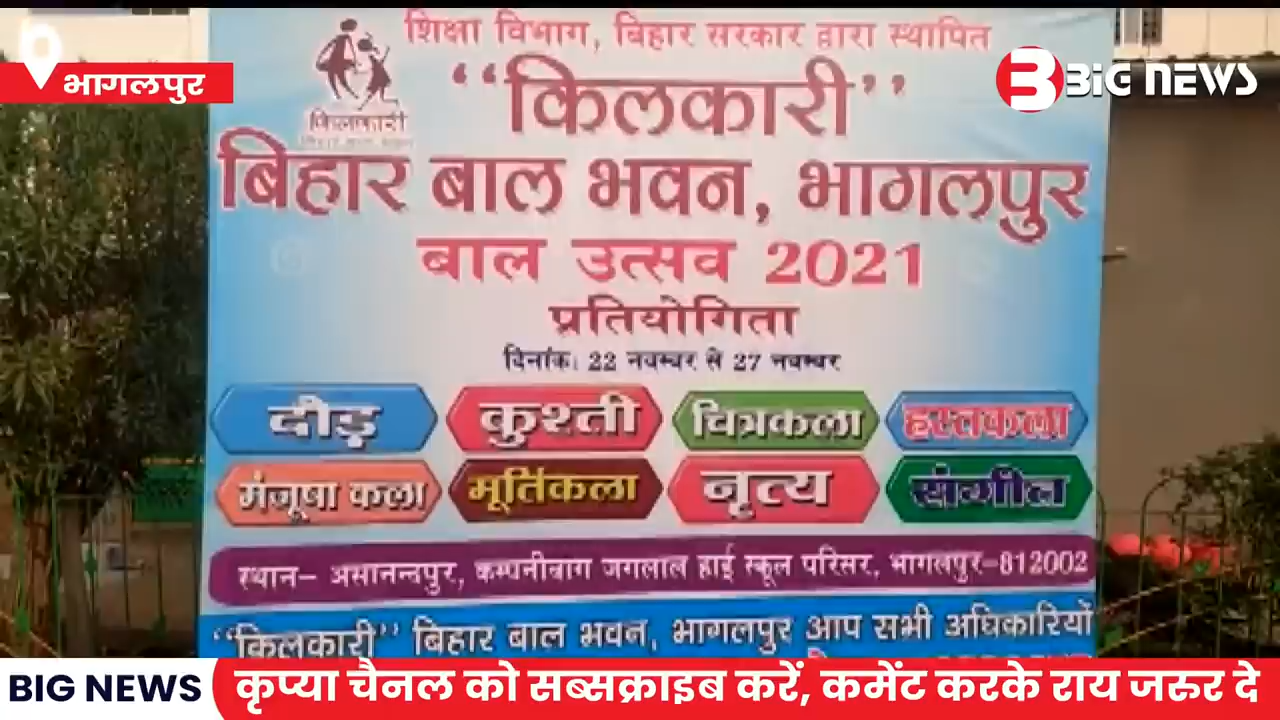 भागलपुर
BIG NEWS
शिक्षा विभाग, बिहार सरकार द्वारा स्थापित
किलकारी
"किलकारी"
बिहार बाल भवन, भागलपुर
बाल उत्सव 2021
प्रतियोगिता
दिनांक: 22 नवम्बर से 27 नवम्बर
दौड़ कुश्ती चित्रकला हस्तकला
मंजूषा कला मूर्तिकला नृत्य संगीत
स्थान- असानन्दपुर, कम्पनीबाग जगलाल हाई स्कूल परिसर, भागलपुर-812002
"किलकारी" बिहार बाल भवन, भागलपुर आप सभी अधिकारियों
BIG NEWS कृप्या चैनल को सब्सक्राइब करें, कमेंट करके राय जरुर दे